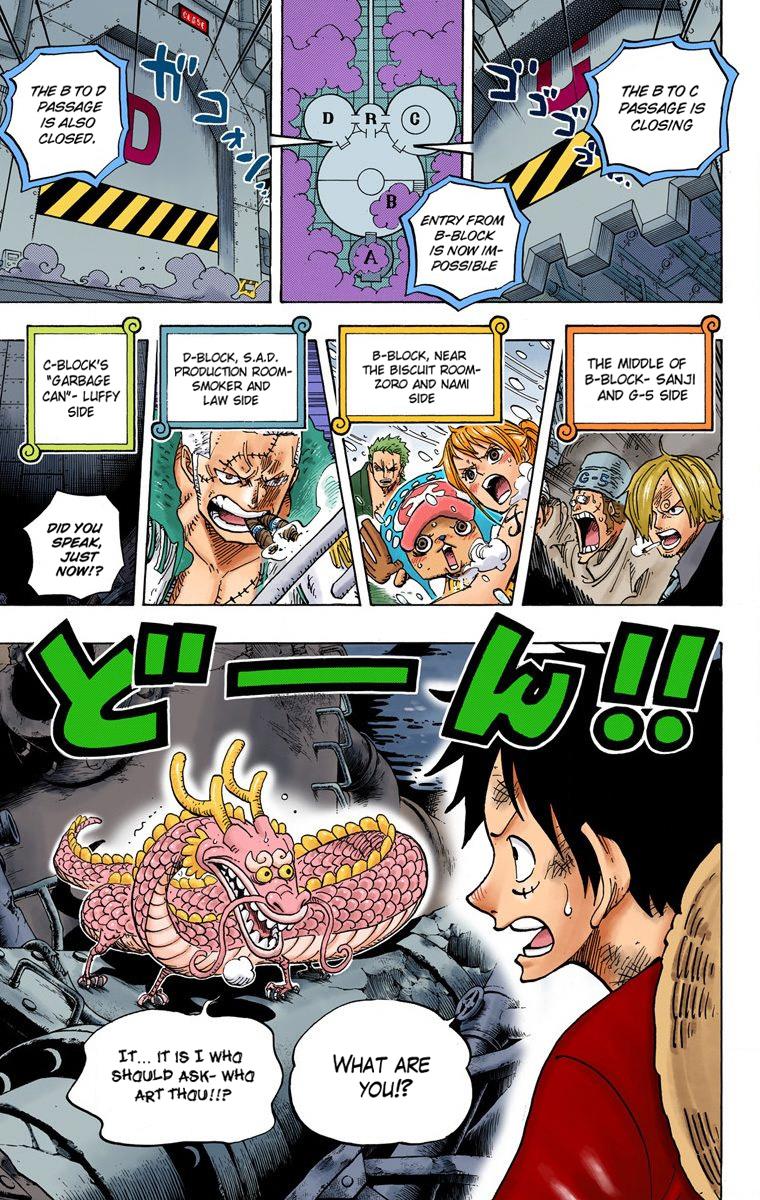 THE B TO C
PASSAGE IS
CLOSING
ゴゴゴゴ...
C
D
R
C
B
A
ENTRY FROM
B-BLOCK
IS NOW IM-
POSSIBLE
CLOSE
THE B TO D
PASSAGE
IS ALSO
CLOSED.
D
ガコォン...
THE MIDDLE OF
B-BLOCK- SANJI
AND G-5 SIDE
G-5
B-BLOCK, NEAR
THE BISCUIT ROOM-
ZORO AND NAMI
SIDE
D-BLOCK, S.A.D.
PRODUCTION ROOM-
SMOKER AND
LAW SIDE
C-BLOCK'S
"GARBAGE
CAN"- LUFFY
SIDE
DID YOU
SPEAK,
JUST
NOW!?
どーん!!
WHAT ARE
YOU!?
IT... IT IS I WHO
SHOULD ASK- WHO
ART THOU!!?